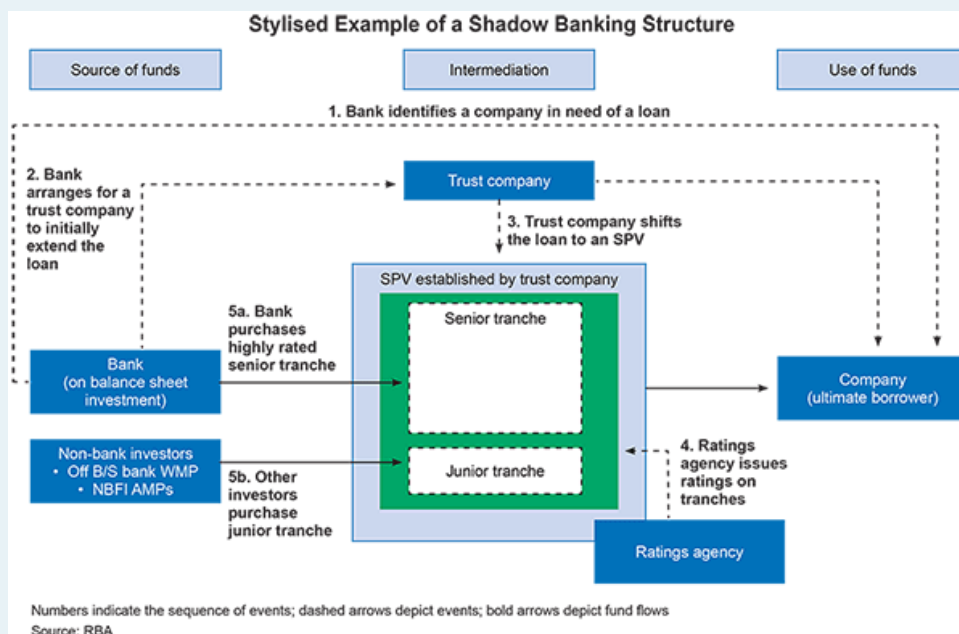 Stylised Example of a Shadow Banking Structure
Source of funds
Intermediation
Use of funds
1. Bank identifies a company in need of a loan
2. Bank
arranges for a
trust company
to initially
extend the
loan
Trust company
3. Trust company shifts
the loan to an SPV
SPV established by trust company
Senior tranche
5a. Bank
purchases
highly rated
senior tranche
Bank
(on balance sheet
investment)
Company
(ultimate borrower)
Non-bank investors
• Off B/S bank WMP
• NBFI AMPs
5b. Other
investors
purchase
junior tranche
Junior tranche
4. Ratings
agency issues
ratings on
tranches
Ratings agency
Numbers indicate the sequence of events; dashed arrows depict events; bold arrows depict fund flows
Source: RBA